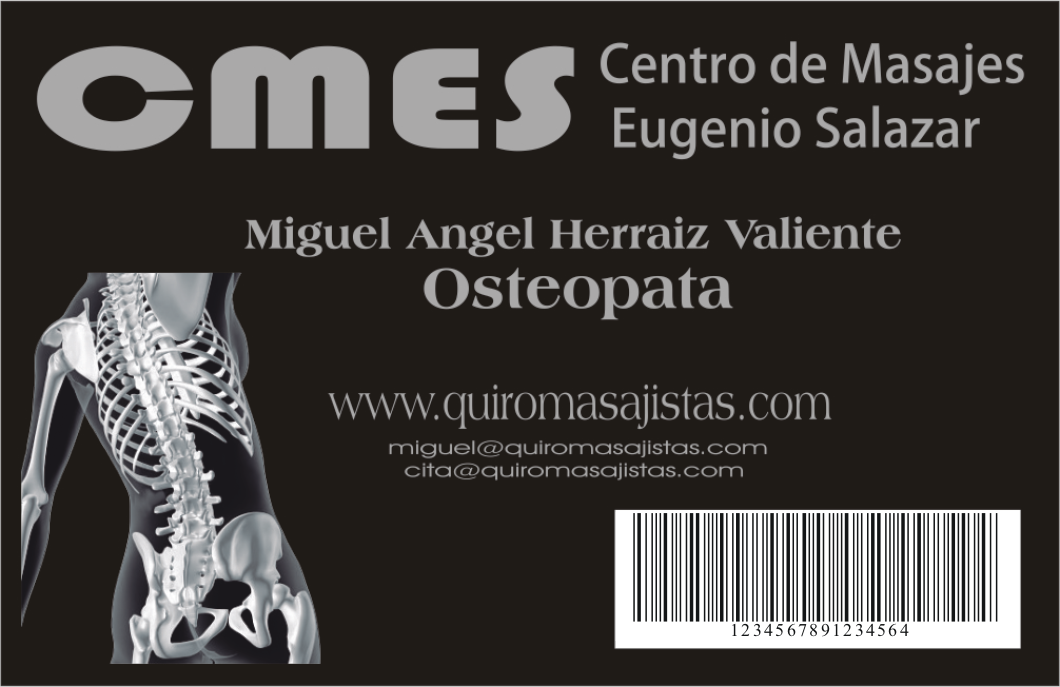 CMES
Centro de Masajes
Eugenio Salazar
Miguel Angel Herraiz Valiente
Osteopata
www.quiromasajistas.com
miguel@quiromasajistas.com
cita@quiromasajistas.com
1234567891234564